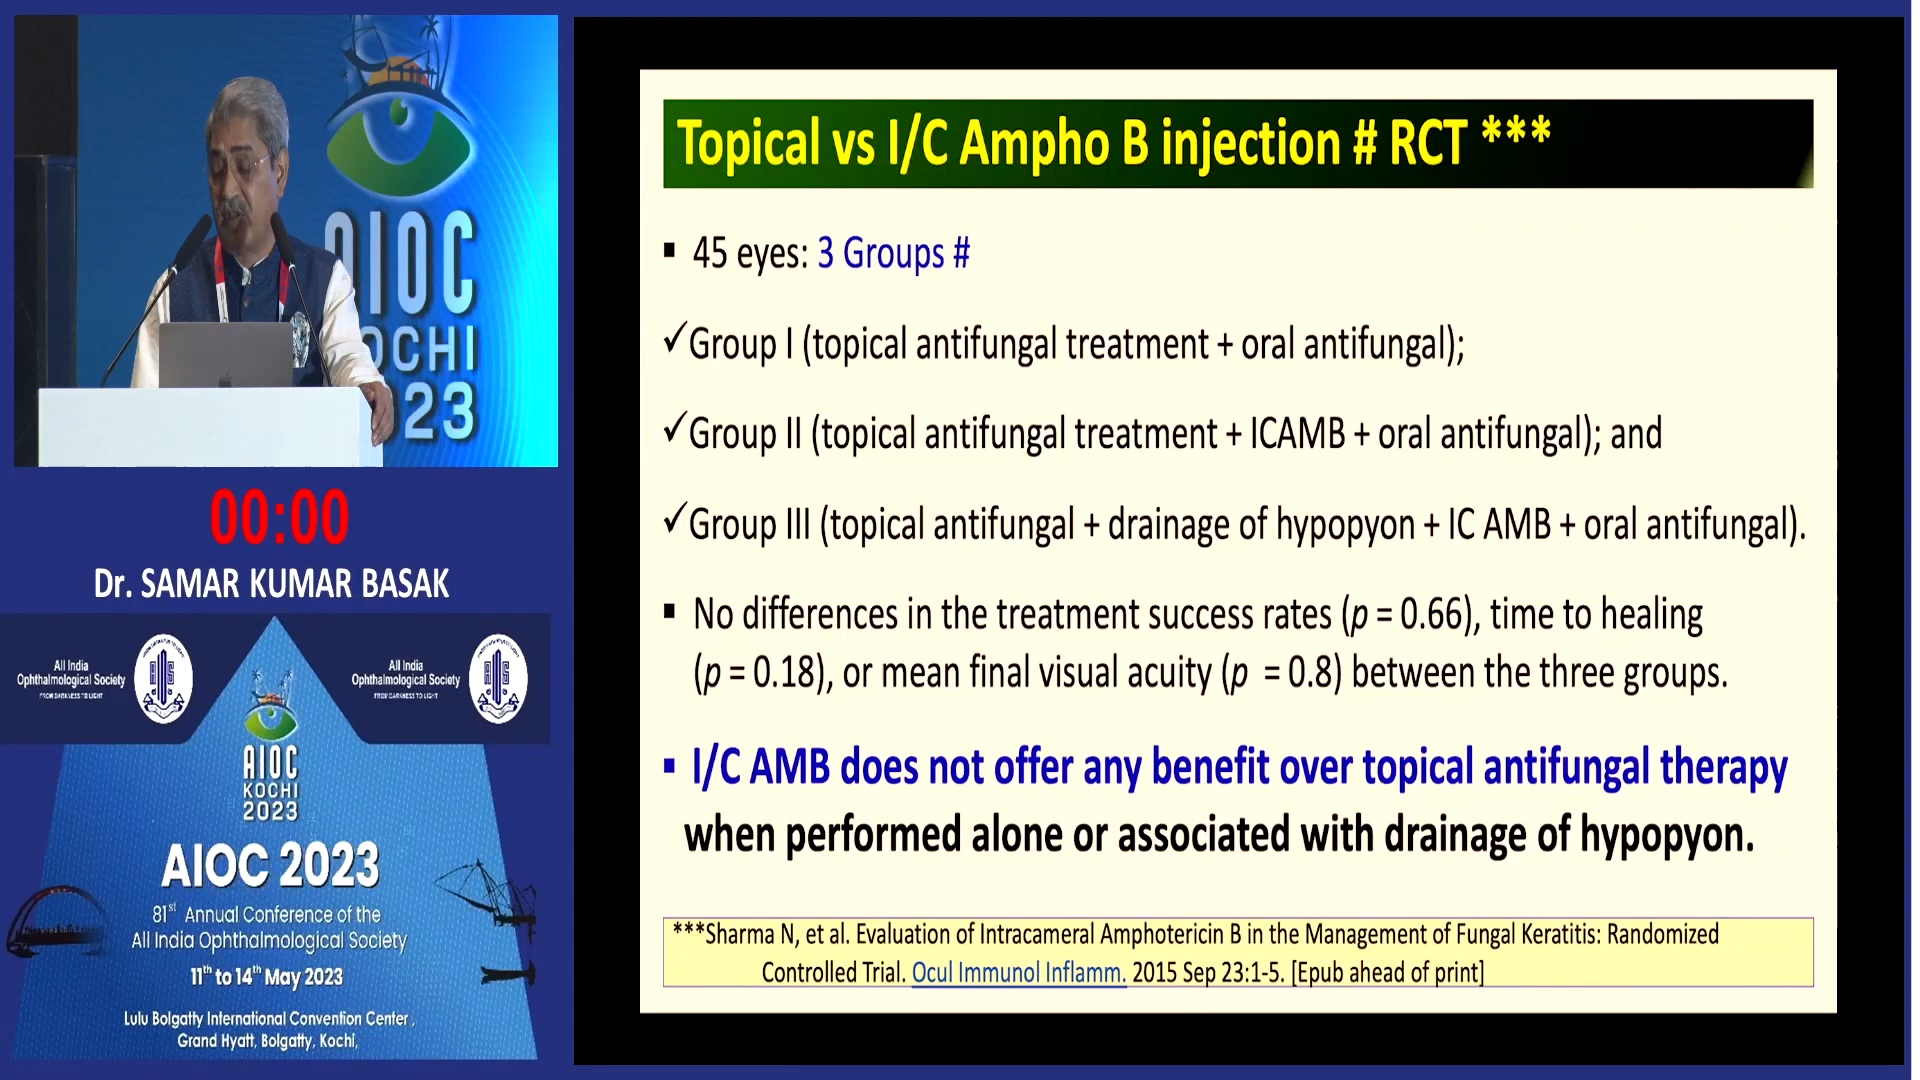 AIOC
KOCHI
2023
00:00
Dr. SAMAR KUMAR BASAK
All India
Ophthalmological Society
FROM DARKNESS TO LIGHT
All India
Ophthalmological Society
FROM DARKNESS TO LIGHT
AIOC
KOCHI
2023
AIOC 2023
81st Annual Conference of the
All India Ophthalmological Society
11th to 14th May 2023
Lulu Bolgatty International Convention Center ,
Grand Hyatt, Bolgatty, Kochi,
Topical vs I/C Ampho B injection # RCT ***
▪ 45 eyes: 3 Groups #
✓Group I (topical antifungal treatment + oral antifungal);
✓Group II (topical antifungal treatment + ICAMB + oral antifungal); and
✓Group III (topical antifungal + drainage of hypopyon + IC AMB + oral antifungal).
▪ No differences in the treatment success rates (p = 0.66), time to healing
(p = 0.18), or mean final visual acuity (p = 0.8) between the three groups.
▪ I/C AMB does not offer any benefit over topical antifungal therapy
when performed alone or associated with drainage of hypopyon.
***Sharma N, et al. Evaluation of Intracameral Amphotericin B in the Management of Fungal Keratitis: Randomized
Controlled Trial. Ocul Immunol Inflamm. 2015 Sep 23:1-5. [Epub ahead of print]